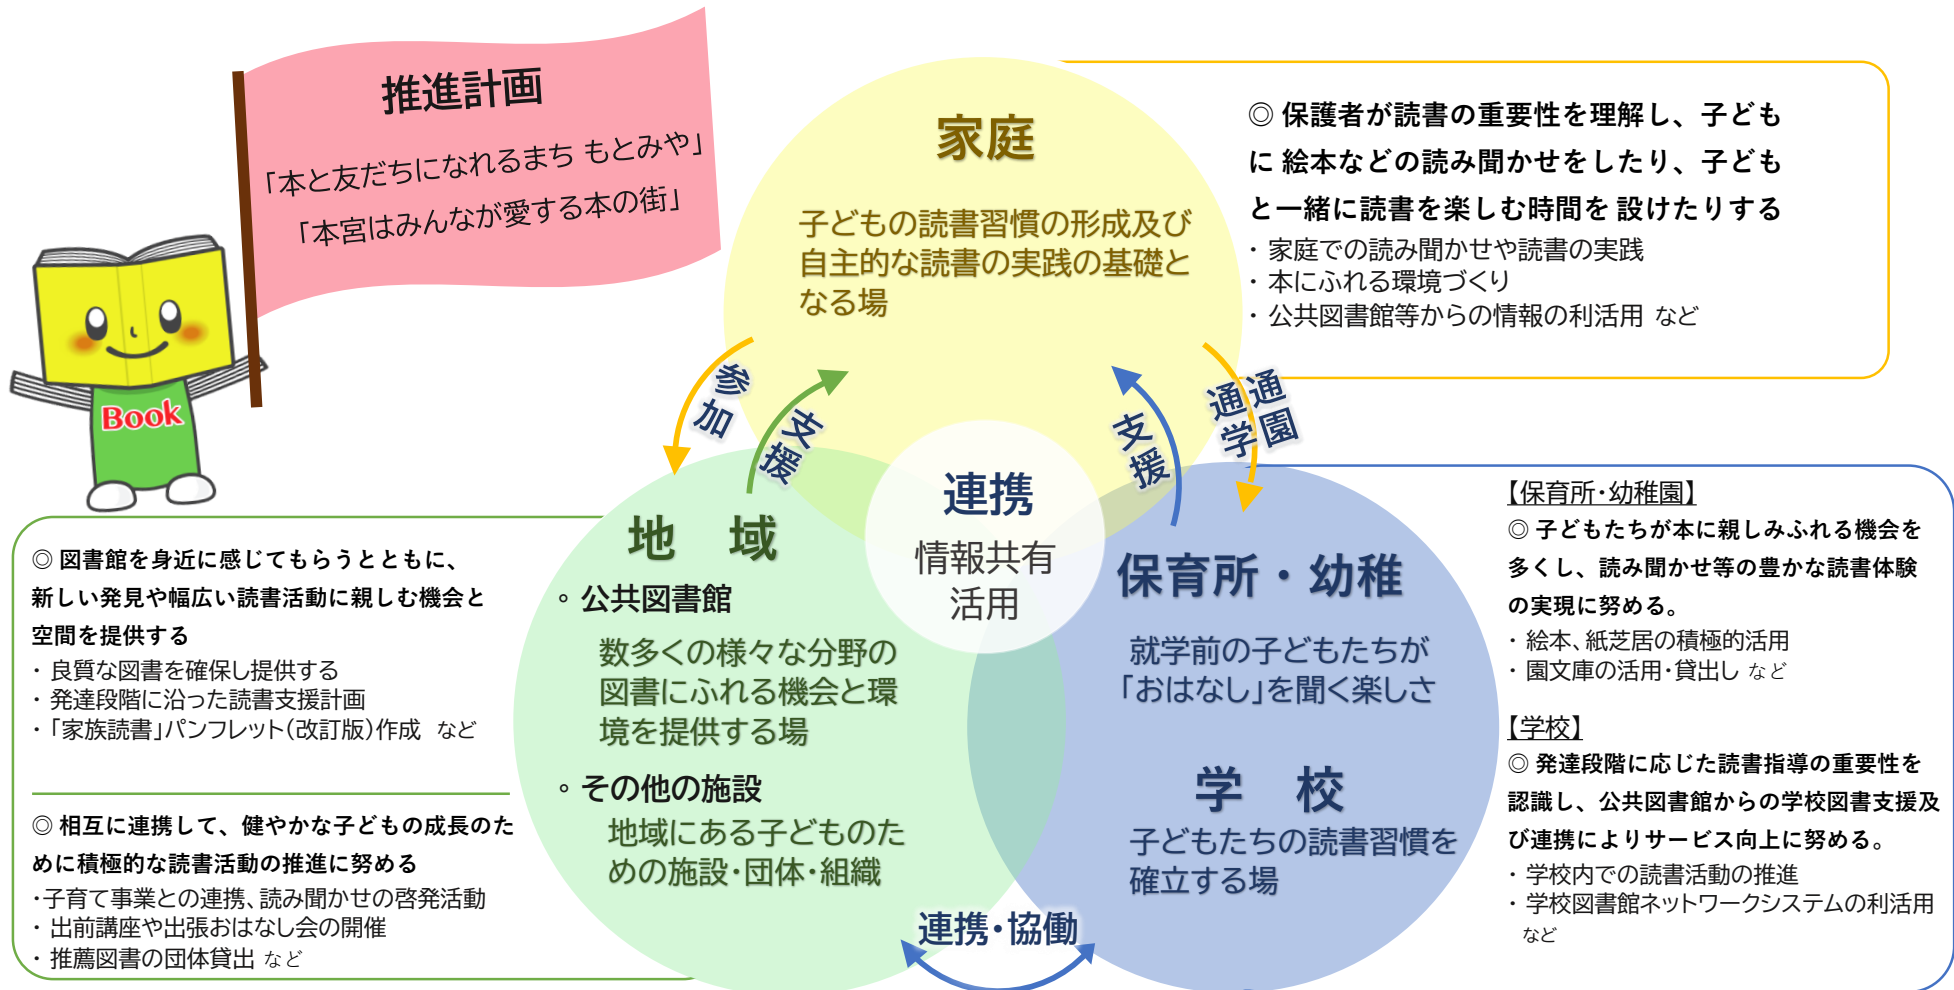 推進計画
「本と友だちになれるまち もとみや」
「本宮はみんなが愛する本の街」
Book
家庭
子どもの読書習慣の形成及び
自主的な読書の実践の基礎と
なる場
◎ 保護者が読書の重要性を理解し、子ども
に 絵本などの読み聞かせをしたり、子ども
と一緒に読書を楽しむ時間を 設けたりする
・ 家庭での読み聞かせや読書の実践
・ 本にふれる環境づくり
・ 公共図書館等からの情報の利活用 など
参加
支援
支援
通学
通園
連携
情報共有
活用
地　域
◦ 公共図書館
数多くの様々な分野の
図書にふれる機会と環
境を提供する場
◦ その他の施設
地域にある子どものた
めの施設・団体・組織
◎ 図書館を身近に感じてもらうとともに、
新しい発見や幅広い読書活動に親しむ機会と
空間を提供する
・ 良質な図書を確保し提供する
・ 発達段階に沿った読書支援計画
・ 「家族読書」パンフレット（改訂版）作成 など
◎ 相互に連携して、健やかな子どもの成長のた
めに積極的な読書活動の推進に努める
・子育て事業との連携、読み聞かせの啓発活動
・ 出前講座や出張おはなし会の開催
・ 推薦図書の団体貸出 など
保育所・幼稚
就学前の子どもたちが
「おはなし」を聞く楽しさ
学　校
子どもたちの読書習慣を
確立する場
【保育所・幼稚園】
◎ 子どもたちが本に親しみふれる機会を
多くし、読み聞かせ等の豊かな読書体験
の実現に努める。
・ 絵本、紙芝居の積極的活用
・ 園文庫の活用・貸出し など
【学校】
◎ 発達段階に応じた読書指導の重要性を
認識し、公共図書館からの学校図書支援及
び連携によりサービス向上に努める。
・ 学校内での読書活動の推進
・ 学校図書館ネットワークシステムの利活用
など
連携・協働